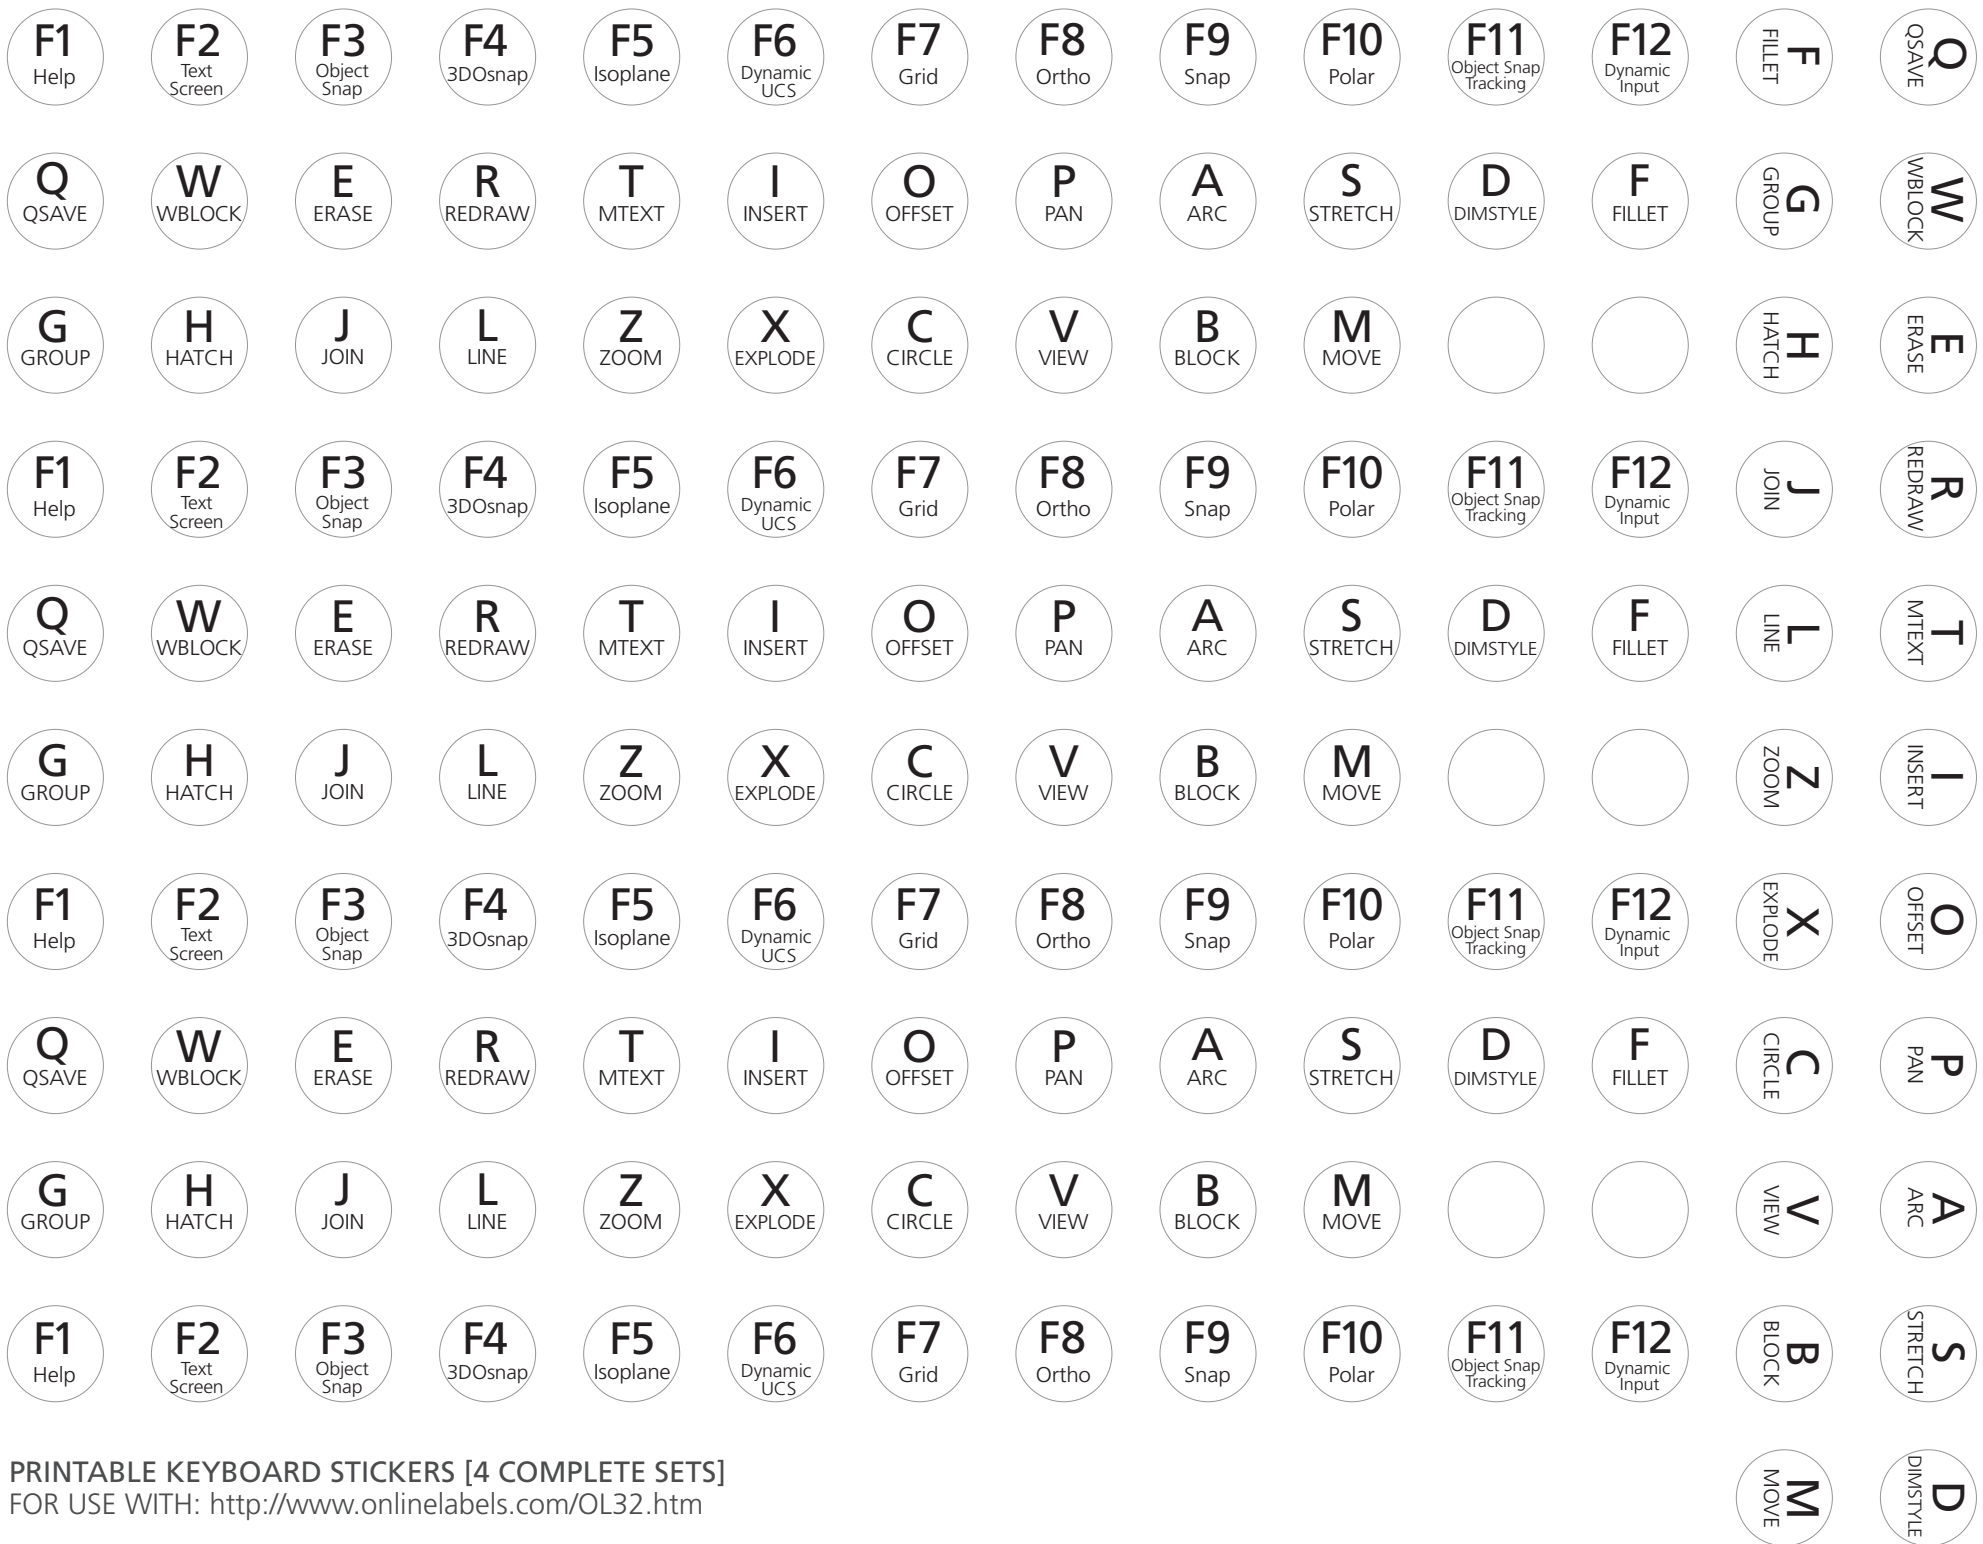 F1 F2 F3 F4 F5 F6 F7 F8 F9 F10 F11 F12
Help Text Screen Object Snap 3DOsnap Isoplane Dynamic UCS Grid Ortho Snap Polar Object Snap Tracking Dynamic Input
Q W E R T I O P A S D F
QSAVE WBLOCK ERASE REDRAW MTEXT INSERT OFFSET PAN ARC STRETCH DIMSTYLE FILLET
G H J L Z X C V B M
GROUP HATCH JOIN LINE ZOOM EXPLODE CIRCLE VIEW BLOCK MOVE
F1 F2 F3 F4 F5 F6 F7 F8 F9 F10 F11 F12
Help Text Screen Object Snap 3DOsnap Isoplane Dynamic UCS Grid Ortho Snap Polar Object Snap Tracking Dynamic Input
Q W E R T I O P A S D F
QSAVE WBLOCK ERASE REDRAW MTEXT INSERT OFFSET PAN ARC STRETCH DIMSTYLE FILLET
G H J L Z X C V B M
GROUP HATCH JOIN LINE ZOOM EXPLODE CIRCLE VIEW BLOCK MOVE
F1 F2 F3 F4 F5 F6 F7 F8 F9 F10 F11 F12
Help Text Screen Object Snap 3DOsnap Isoplane Dynamic UCS Grid Ortho Snap Polar Object Snap Tracking Dynamic Input
Q W E R T I O P A S D F
QSAVE WBLOCK ERASE REDRAW MTEXT INSERT OFFSET PAN ARC STRETCH DIMSTYLE FILLET
G H J L Z X C V B M
GROUP HATCH JOIN LINE ZOOM EXPLODE CIRCLE VIEW BLOCK MOVE
F1 F2 F3 F4 F5 F6 F7 F8 F9 F10 F11 F12
Help Text Screen Object Snap 3DOsnap Isoplane Dynamic UCS Grid Ortho Snap Polar Object Snap Tracking Dynamic Input
Q W E R T I O P A S D
QSAVE WBLOCK ERASE REDRAW MTEXT INSERT OFFSET PAN ARC STRETCH DIMSTYLE
F G H J L Z X C V B M
FILLET GROUP HATCH JOIN LINE ZOOM EXPLODE CIRCLE VIEW BLOCK MOVE
PRINTABLE KEYBOARD STICKERS [4 COMPLETE SETS]
FOR USE WITH: http://www.onlinelabels.com/OL32.htm